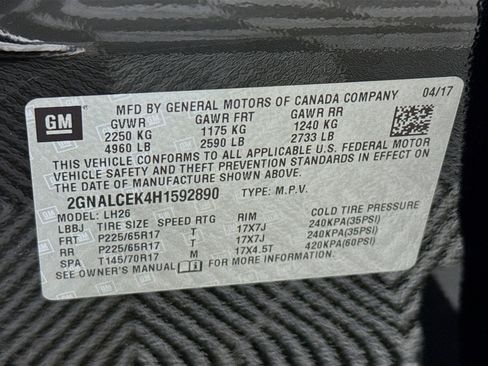 GM
MFD BY GENERAL MOTORS OF CANADA COMPANY 04/17
GVWR GAWR FRT GAWR RR
2250 KG 1175 KG 1240 KG
4960 LB 2590 LB 2733 LB
THIS VEHICLE CONFORMS TO ALL APPLICABLE U.S. FEDERAL MOTOR
VEHICLE SAFETY AND THEFT PREVENTION STANDARDS IN EFFECT ON THE
DATE OF MANUFACTURE SHOWN ABOVE.
2GNALCEK4H1592890 TYPE: M.P.V.
MODEL: LH26
LBBJ TIRE SIZE SPEED RTG RIM COLD TIRE PRESSURE
FRT P225/65R17 T 17X7J 240KPA(35PSI)
RR P225/65R17 T 17X7J 240KPA(35PSI)
SPA T145/70R17 M 17X4.5T 420KPA(60PSI)
SEE OWNER'S MANUAL FOR MORE INFORMATION.